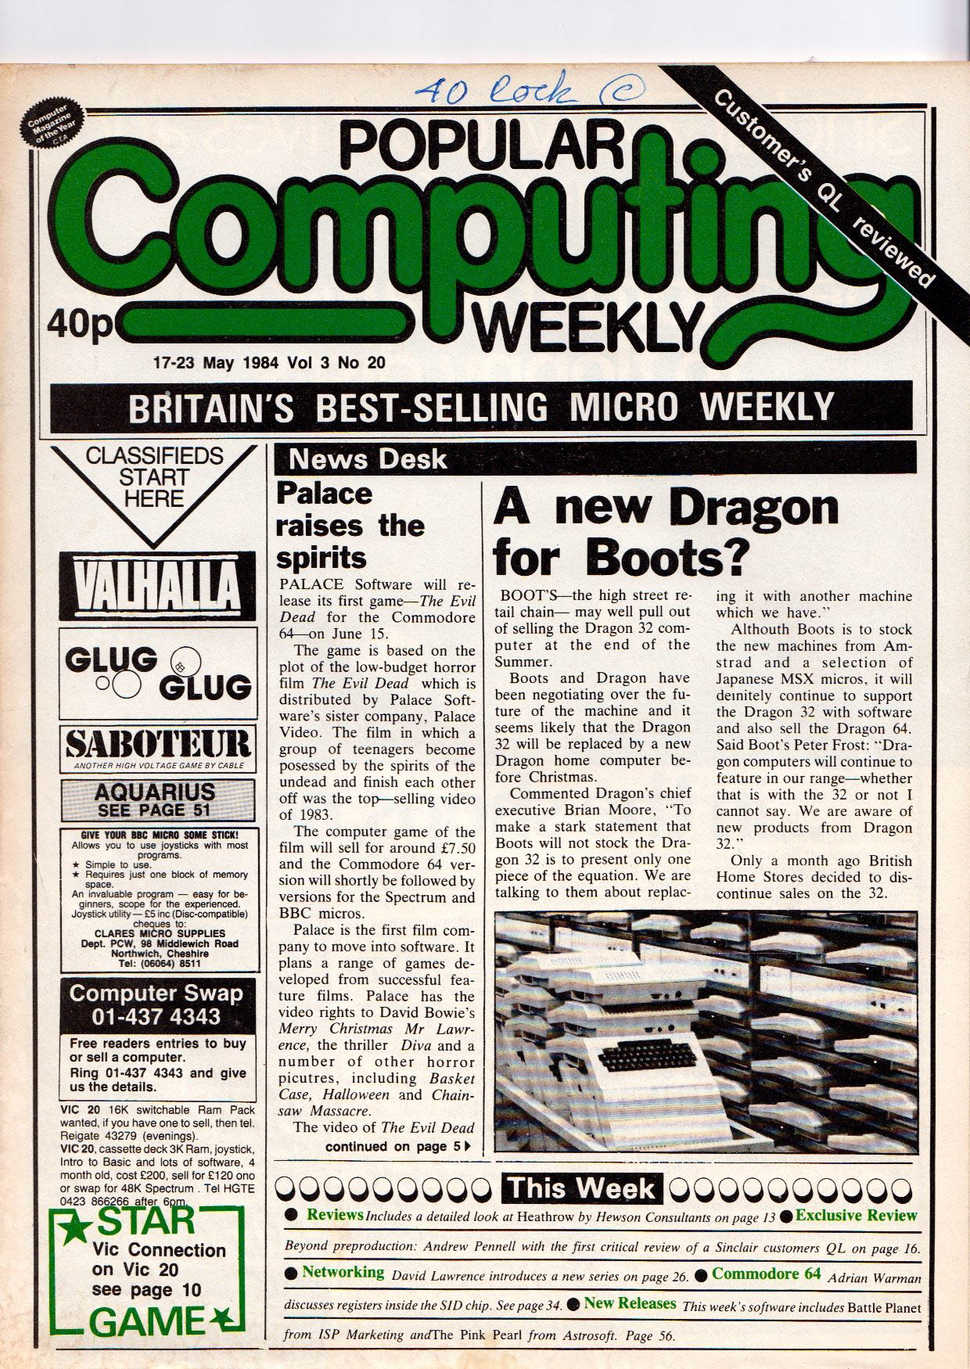 40 lock ©
Computer
Magazine
of the Year
C.T.A
Customer's QL reviewed
POPULAR
Computing
WEEKLY
40p
17-23 May 1984 Vol 3 No 20
BRITAIN'S BEST-SELLING MICRO WEEKLY
CLASSIFIEDS
START
HERE
VALHALLA
GLUG
GLUG
SABOTEUR
ANOTHER HIGH VOLTAGE GAME BY CABLE
AQUARIUS
SEE PAGE 51
GIVE YOUR BBC MICRO SOME STICK!
Allows you to use joysticks with most
programs.
★ Simple to use.
★ Requires just one block of memory
space.
An invaluable program — easy for be-
ginners, scope for the experienced.
Joystick utility — £5 inc (Disc-compatible)
cheques to:
CLARES MICRO SUPPLIES
Dept. PCW, 98 Middlewich Road
Northwich, Cheshire
Tel: (06064) 8511
Computer Swap
01-437 4343
Free readers entries to buy
or sell a computer.
Ring 01-437 4343 and give
us the details.
VIC 20 16K switchable Ram Pack
wanted, if you have one to sell, then tel.
Reigate 43279 (evenings).
VIC 20, cassette deck 3K Ram, joystick,
Intro to Basic and lots of software, 4
month old, cost £200, sell for £120 ono
or swap for 48K Spectrum . Tel HGTE
0423 866266 after 6pm
STAR
Vic Connection
on Vic 20
see page 10
GAME
News Desk
Palace
raises the
spirits
PALACE Software will re-
lease its first game—The Evil
Dead for the Commodore
64—on June 15.
The game is based on the
plot of the low-budget horror
film The Evil Dead which is
distributed by Palace Soft-
ware's sister company, Palace
Video. The film in which a
group of teenagers become
posessed by the spirits of the
undead and finish each other
off was the top—selling video
of 1983.
The computer game of the
film will sell for around £7.50
and the Commodore 64 ver-
sion will shortly be followed by
versions for the Spectrum and
BBC micros.
Palace is the first film com-
pany to move into software. It
plans a range of games de-
veloped from successful fea-
ture films. Palace has the
video rights to David Bowie's
Merry Christmas Mr Lawr-
ence, the thriller Diva and a
number of other horror
picutres, including Basket
Case, Halloween and Chain-
saw Massacre.
The video of The Evil Dead
continued on page 5
A new Dragon
for Boots?
BOOT'S—the high street re-
tail chain— may well pull out
of selling the Dragon 32 com-
puter at the end of the
Summer.
Boots and Dragon have
been negotiating over the fu-
ture of the machine and it
seems likely that the Dragon
32 will be replaced by a new
Dragon home computer be-
fore Christmas.
Commented Dragon's chief
executive Brian Moore, “To
make a stark statement that
Boots will not stock the Dra-
gon 32 is to present only one
piece of the equation. We are
talking to them about replac-
ing it with another machine
which we have.”
Althouth Boots is to stock
the new machines from Am-
strad and a selection of
Japanese MSX micros, it will
deinitely continue to support
the Dragon 32 with software
and also sell the Dragon 64.
Said Boot's Peter Frost: “Dra-
gon computers will continue to
feature in our range—whether
that is with the 32 or not I
cannot say. We are aware of
new products from Dragon
32.”
Only a month ago British
Home Stores decided to dis-
continue sales on the 32.
This Week
● Reviews Includes a detailed look at Heathrow by Hewson Consultants on page 13 ● Exclusive Review
Beyond preproduction: Andrew Pennell with the first critical review of a Sinclair customers QL on page 16.
● Networking David Lawrence introduces a new series on page 26. ● Commodore 64 Adrian Warman
discusses registers inside the SID chip. See page 34. ● New Releases This week's software includes Battle Planet
from ISP Marketing and The Pink Pearl from Astrosoft. Page 56.